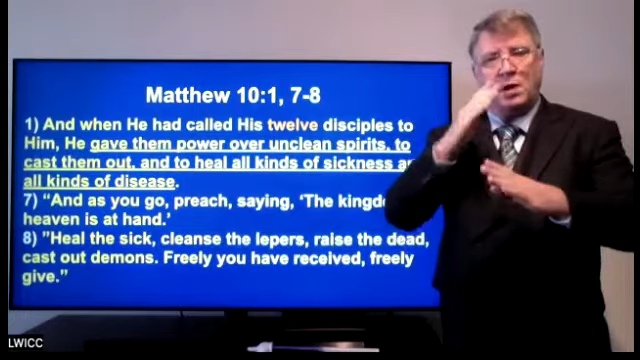 Matthew 10:1, 7-8
1) And when He had called His twelve disciples to
Him, He gave them power over unclean spirits, to
cast them out, and to heal all kinds of sickness
all kinds of disease.
7) “And as you go, preach, saying, ‘The
heaven is at hand.’
8) ”Heal the sick, cleanse the lepers, raise the dead,
cast out demons. Freely you have received, freely
give.”
LWICC